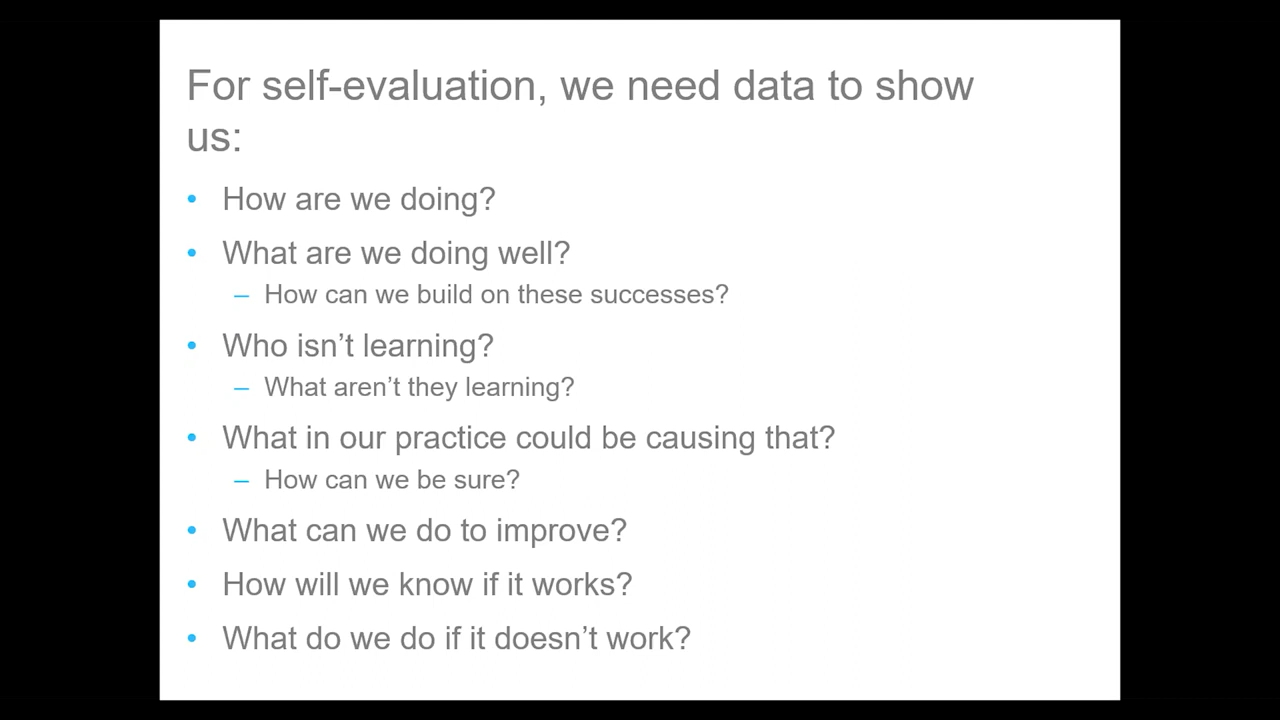 For self-evaluation, we need data to show
us:
• How are we doing?
• What are we doing well?
– How can we build on these successes?
• Who isn’t learning?
– What aren’t they learning?
• What in our practice could be causing that?
– How can we be sure?
• What can we do to improve?
• How will we know if it works?
• What do we do if it doesn’t work?